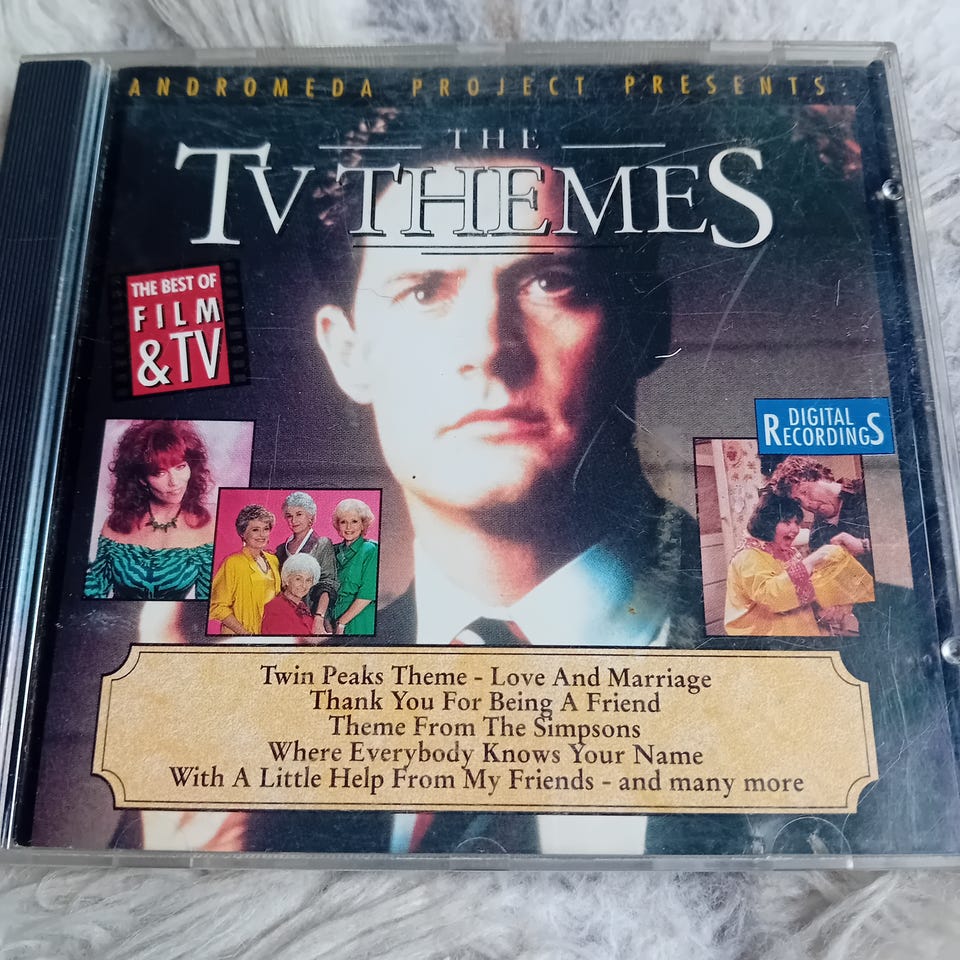 ANDROMEDA PROJECT PRESENTS:
THE
TV THEMES
THE BEST OF
FILM
& TV
DIGITAL
RECORDINGS
Twin Peaks Theme - Love And Marriage
Thank You For Being A Friend
Theme From The Simpsons
Where Everybody Knows Your Name
With A Little Help From My Friends - and many more